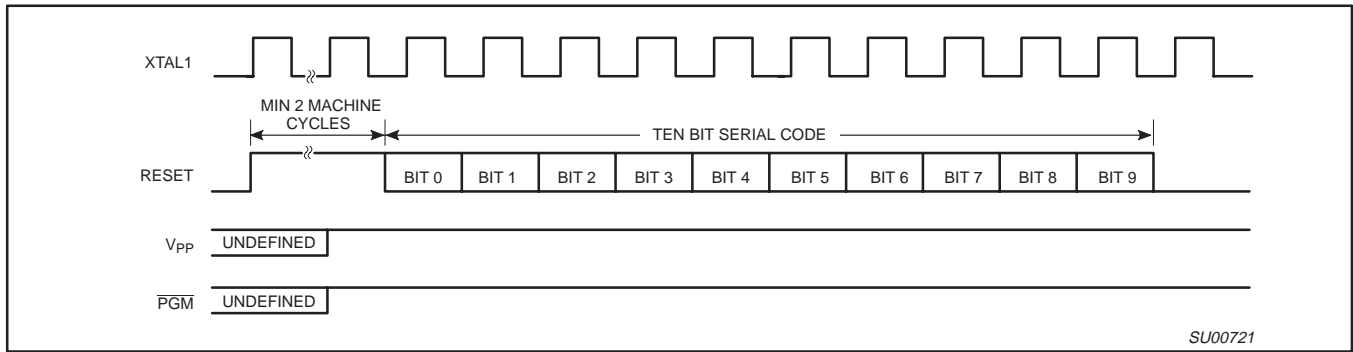 XTAL1
MIN 2 MACHINE
CYCLES
TEN BIT SERIAL CODE
RESET
BIT 0 BIT 1 BIT 2 BIT 3 BIT 4 BIT 5 BIT 6 BIT 7 BIT 8 BIT 9
VPP UNDEFINED
PGM UNDEFINED
SU00721